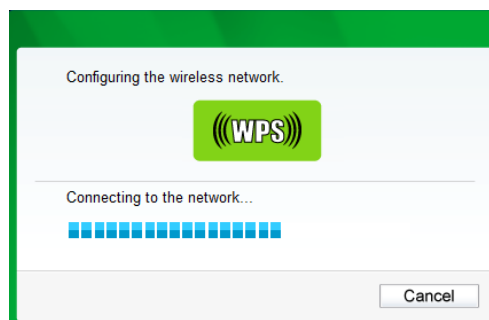 Configuring the wireless network.
(((WPS)))
Connecting to the network...
Cancel